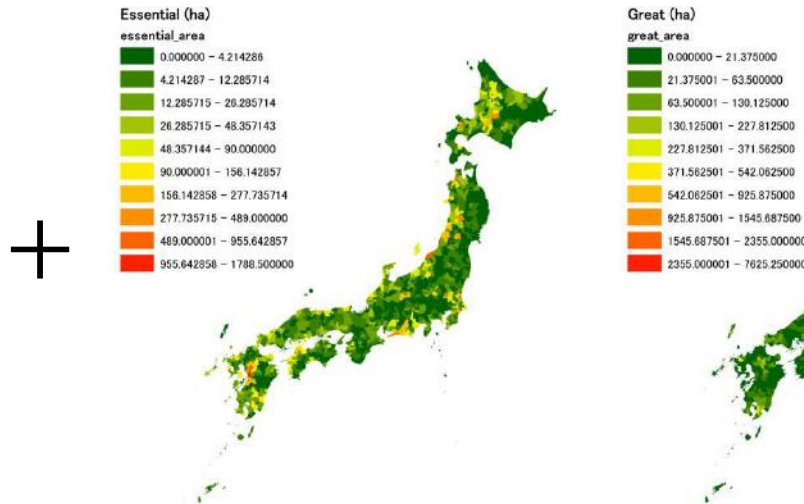 Essential (ha)
essential_area
0.000000 - 4.214286
4.214287 - 12.285714
12.285715 - 26.285714
26.285715 - 48.357143
48.357144 - 90.000000
90.000001 - 156.142857
156.142858 - 277.735714
277.735715 - 489.000000
489.000001 - 955.642857
955.642858 - 1788.500000
Great (ha)
great_area
0.000000 - 21.375000
21.375001 - 63.500000
63.500001 - 130.125000
130.125001 - 227.812500
227.812501 - 371.562500
371.562501 - 542.062500
542.062501 - 925.875000
925.875001 - 1545.687500
1545.687501 - 2355.000000
2355.000001 - 7625.250000